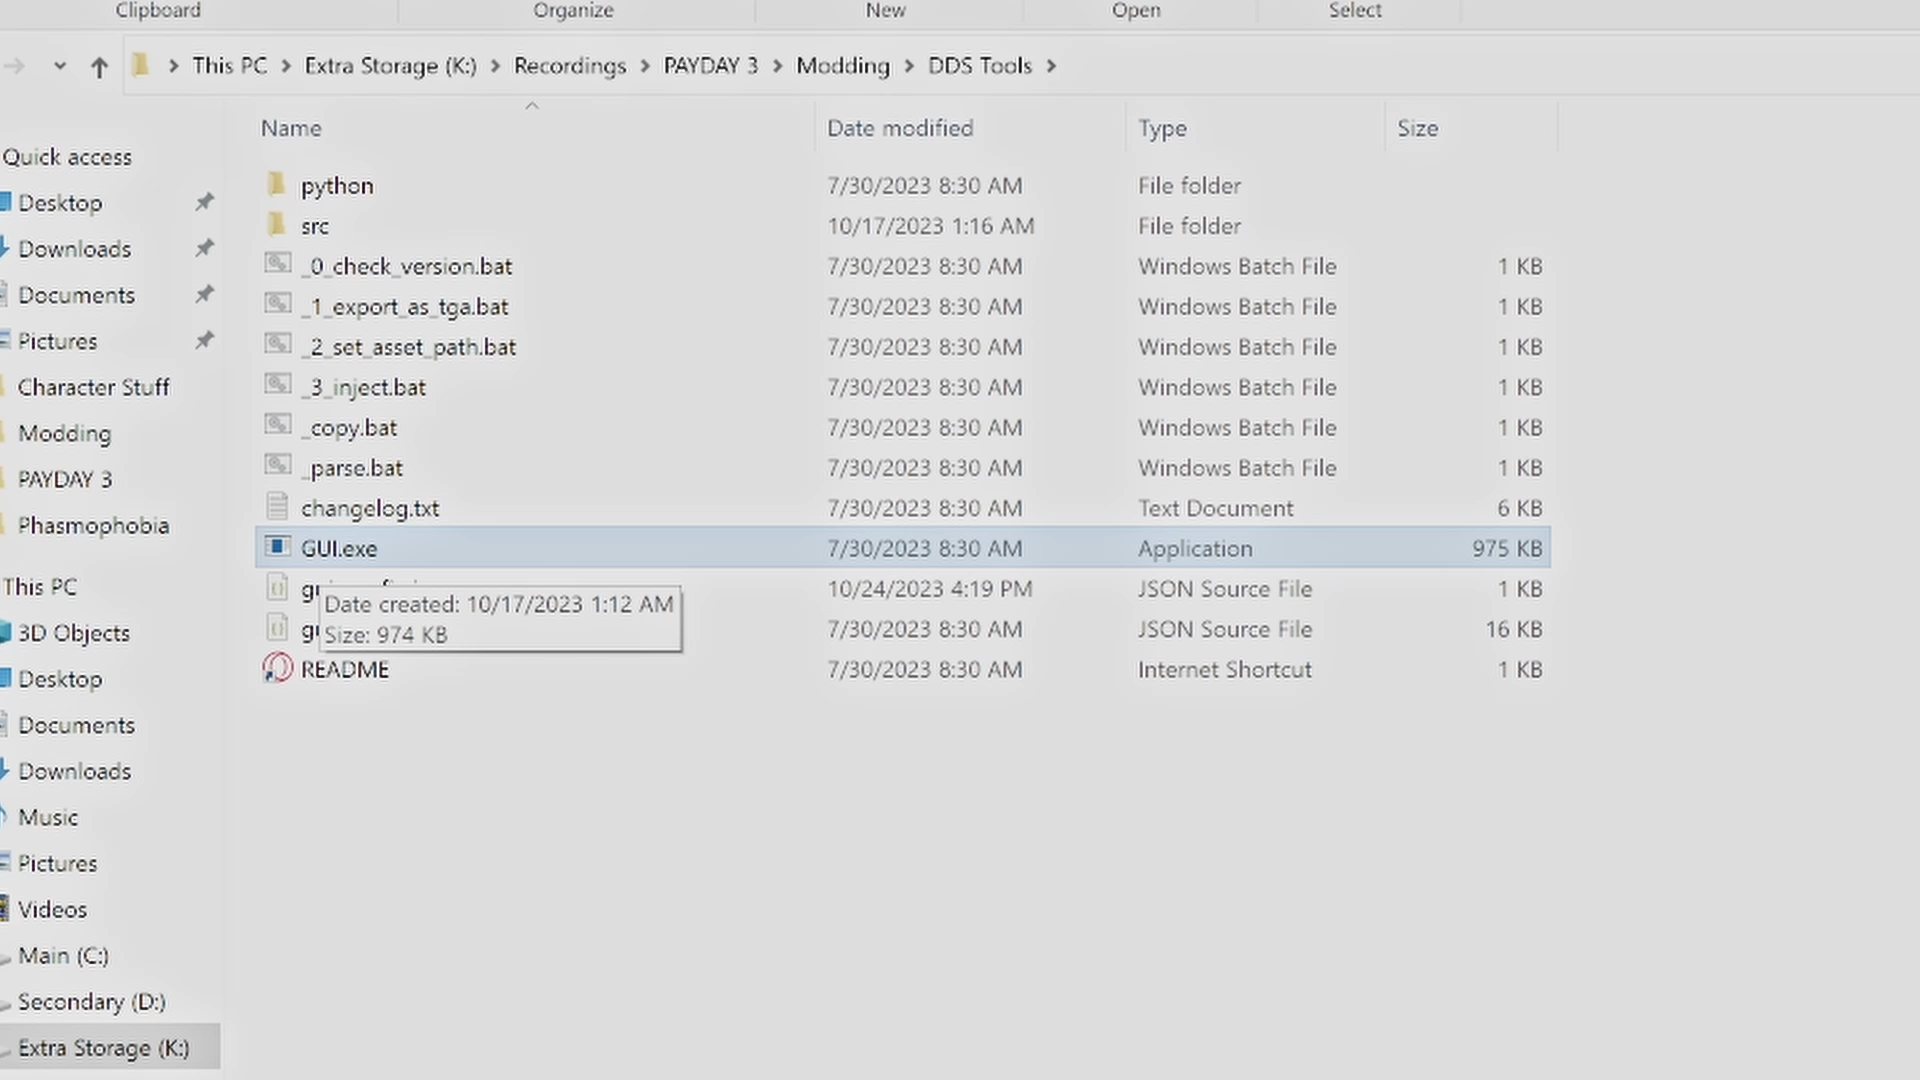 Clipboard Organize New Open Select
This PC Extra Storage (K:) Recordings PAYDAY 3 Modding DDS Tools
Name Date modified Type Size
Quick access
Desktop
Downloads
Documents
Pictures
Character Stuff
Modding
PAYDAY 3
Phasmophobia
This PC
3D Objects
Desktop
Documents
Downloads
Music
Pictures
Videos
Main (C:)
Secondary (D:)
Extra Storage (K:)
python 7/30/2023 8:30 AM File folder
src 10/17/2023 1:16 AM File folder
_0_check_version.bat 7/30/2023 8:30 AM Windows Batch File 1 KB
_1_export_as_tga.bat 7/30/2023 8:30 AM Windows Batch File 1 KB
_2_set_asset_path.bat 7/30/2023 8:30 AM Windows Batch File 1 KB
_3_inject.bat 7/30/2023 8:30 AM Windows Batch File 1 KB
_copy.bat 7/30/2023 8:30 AM Windows Batch File 1 KB
_parse.bat 7/30/2023 8:30 AM Windows Batch File 1 KB
changelog.txt 7/30/2023 8:30 AM Text Document 6 KB
GUI.exe 7/30/2023 8:30 AM Application 975 KB
10/24/2023 4:19 PM JSON Source File 1 KB
Date created: 10/17/2023 1:12 AM
Size: 974 KB
7/30/2023 8:30 AM JSON Source File 16 KB
README 7/30/2023 8:30 AM Internet Shortcut 1 KB